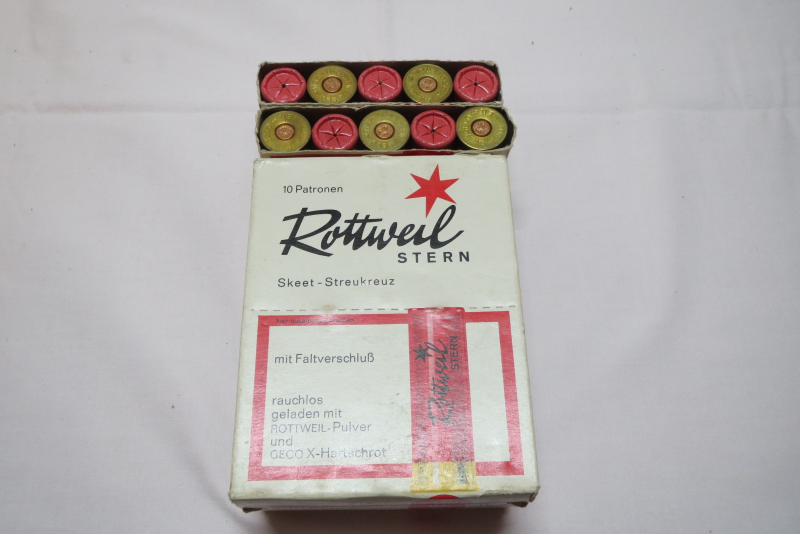 10 Patronen
Rottweil
STERN
Skeet-Streukreuz
mit Faltverschluß
rauchlos
geladen mit
ROTTWEIL-Pulver
und
GECO X-Hartschrot
Rottweil
STERN